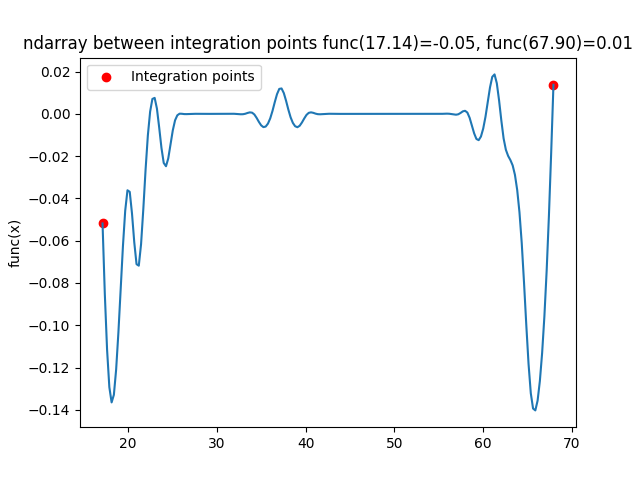 ndarray between integration points func(17.14)=-0.05, func(67.90)=0.01
Integration points
0.02
0.00
−0.02
−0.04
−0.06
−0.08
−0.10
−0.12
−0.14
func(x)
20 30 40 50 60 70